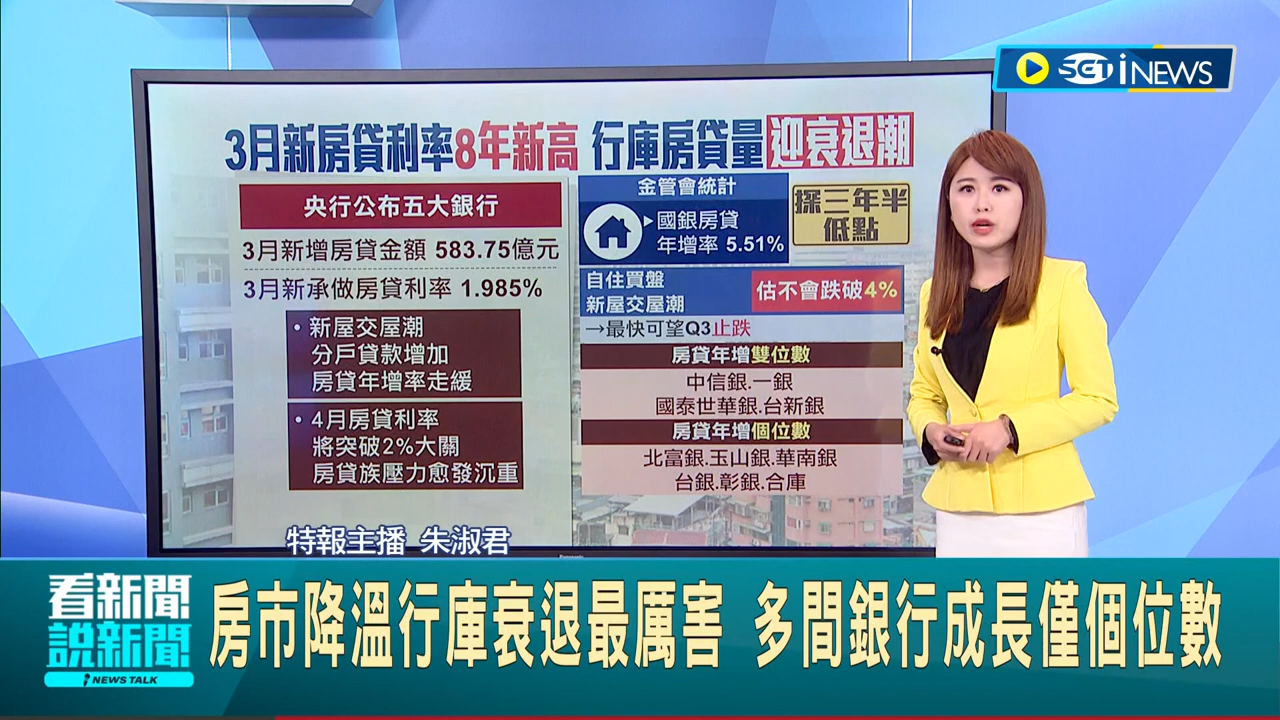 SETiNEWS
3月新房貸利率8年新高 行庫房貸量迎衰退潮
央行公布五大銀行
3月新增房貸金額 583.75億元
3月新承做房貸利率 1.985%
• 新屋交屋潮
分戶貸款增加
房貸年增率走緩
• 4月房貸利率
將突破2%大關
房貸族壓力愈發沉重
金管會統計
國銀房貸
年增率 5.51%
探三年半
低點
自住買盤
新屋交屋潮
估不會跌破4%
→最快可望Q3止跌
房貸年增雙位數
中信銀.一銀
國泰世華銀.台新銀
房貸年增個位數
北富銀.玉山銀.華南銀
台銀.彰銀.合庫
Panasonic
特報主播 朱淑君
看新聞
說新聞
iNEWS TALK
房市降溫行庫衰退最厲害 多間銀行成長僅個位數